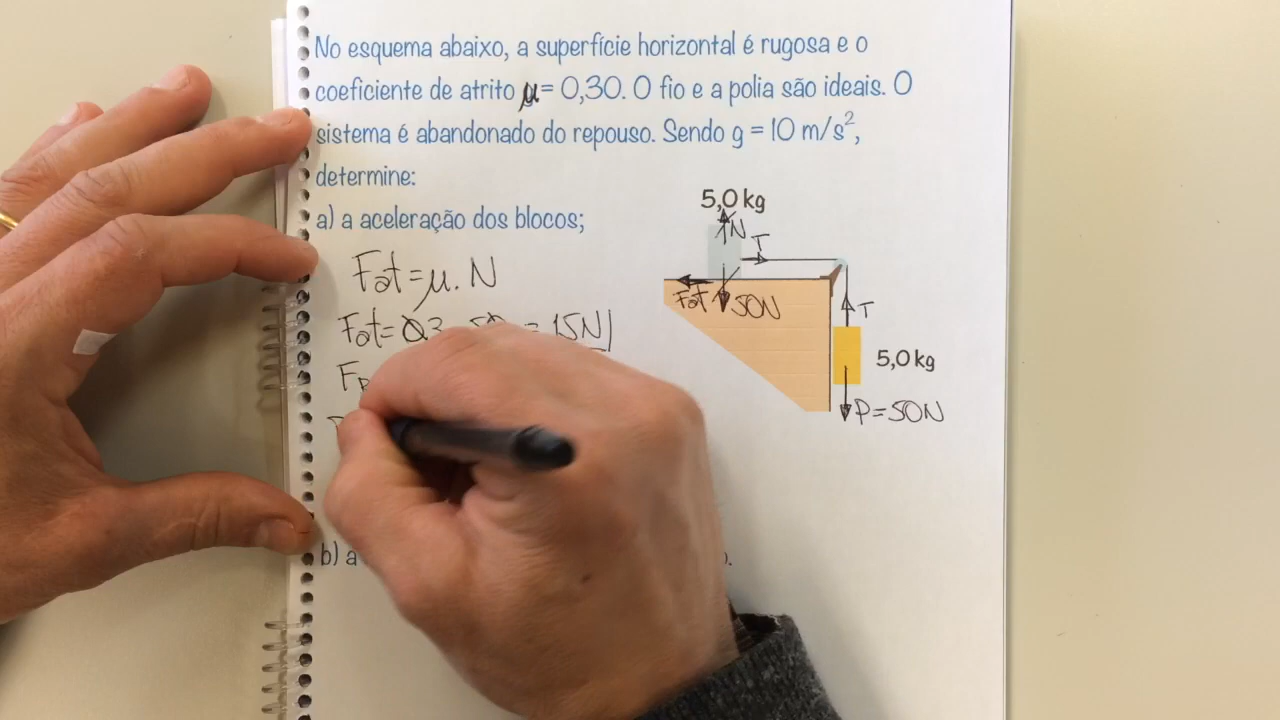 No esquema abaixo, a superfície horizontal é rugosa e o
coeficiente de atrito μ = 0,30. O fio e a polia são ideais. O
sistema é abandonado do repouso. Sendo g = 10 m/s²,
determine:
a) a aceleração dos blocos;
5,0 kg
N
T
Fat = μ. N
Fat
50N
T
Fat = 0,3 = 15N
5,0 kg
P=50N
b) a